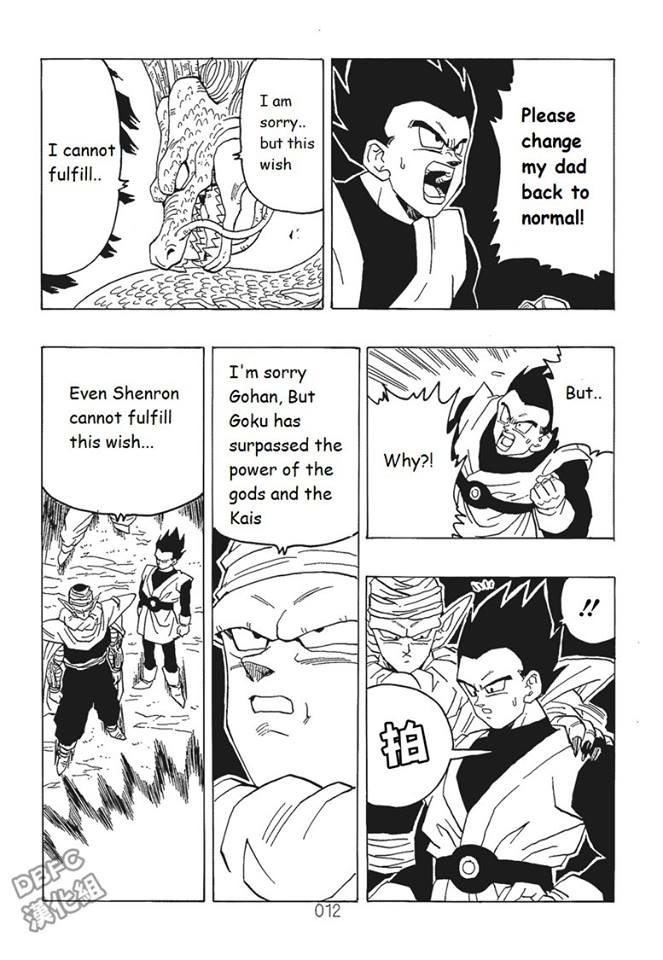 Please
change
my dad
back to
normal!
I am
sorry..
but this
wish
I cannot
fulfill..
But..
Why?!
!!
拍
I'm sorry
Gohan, But
Goku has
surpassed the
power of the
gods and the
Kais
Even Shenron
cannot fulfill
this wish...
DBFC
漢化組
012